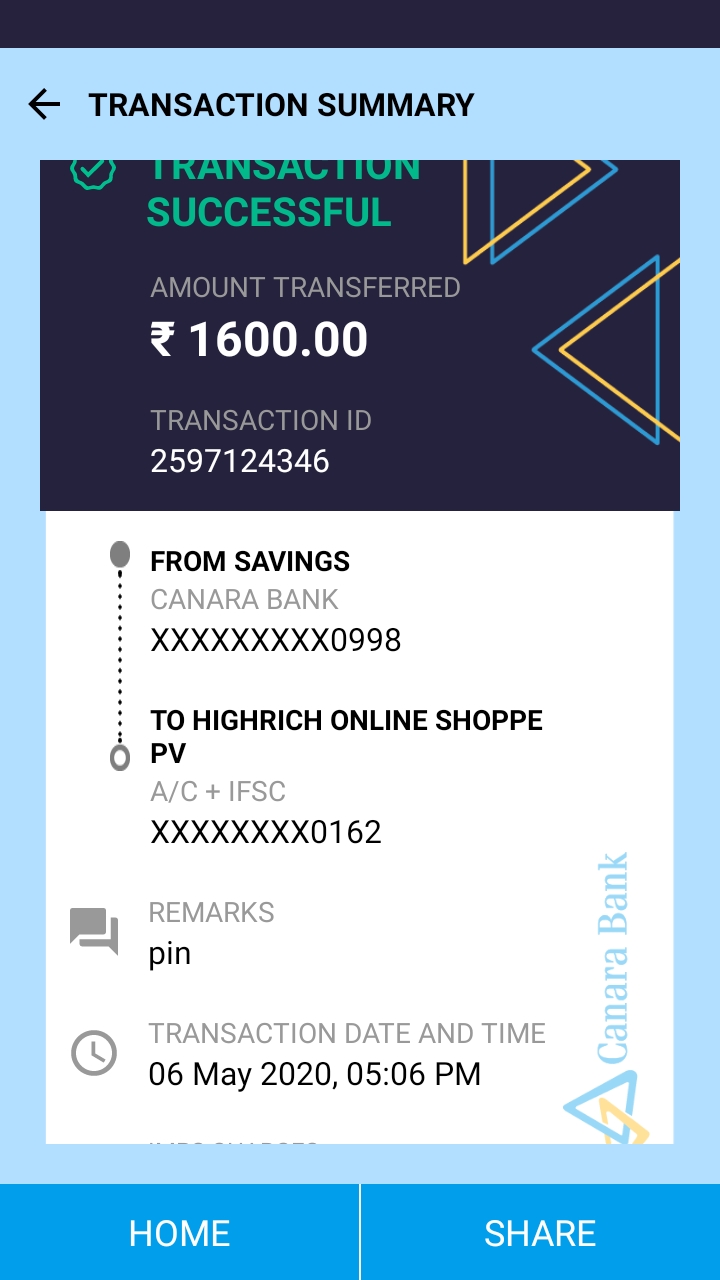 TRANSACTION SUMMARY
TRANSACTION
SUCCESSFUL
AMOUNT TRANSFERRED
₹ 1600.00
TRANSACTION ID
2597124346
FROM SAVINGS
CANARA BANK
XXXXXXXXX0998
TO HIGHRICH ONLINE SHOPPE
PV
A/C + IFSC
XXXXXXXX0162
REMARKS
pin
TRANSACTION DATE AND TIME
06 May 2020, 05:06 PM
Canara Bank
HOME
SHARE